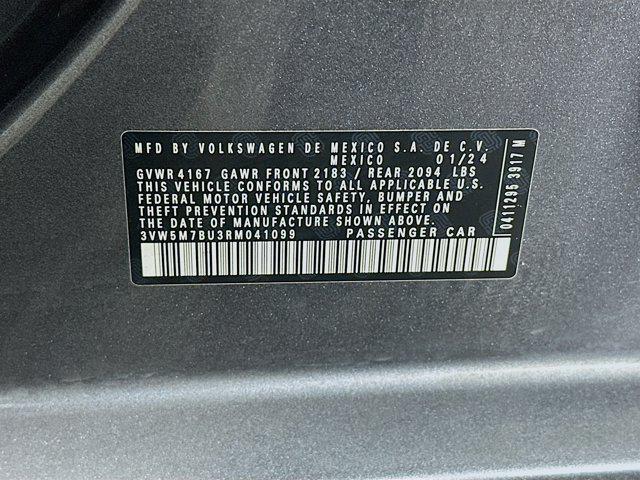 MFD BY VOLKSWAGEN DE MEXICO S.A. DE C.V.
MEXICO 01/24
GVWR 4167 GAWR FRONT 2183 / REAR 2094 LBS
THIS VEHICLE CONFORMS TO ALL APPLICABLE U.S.
FEDERAL MOTOR VEHICLE SAFETY, BUMPER AND
THEFT PREVENTION STANDARDS IN EFFECT ON
THE DATE OF MANUFACTURE SHOWN ABOVE.
3VW5M7BU3RM041099 PASSENGER CAR
0411295 3917 M